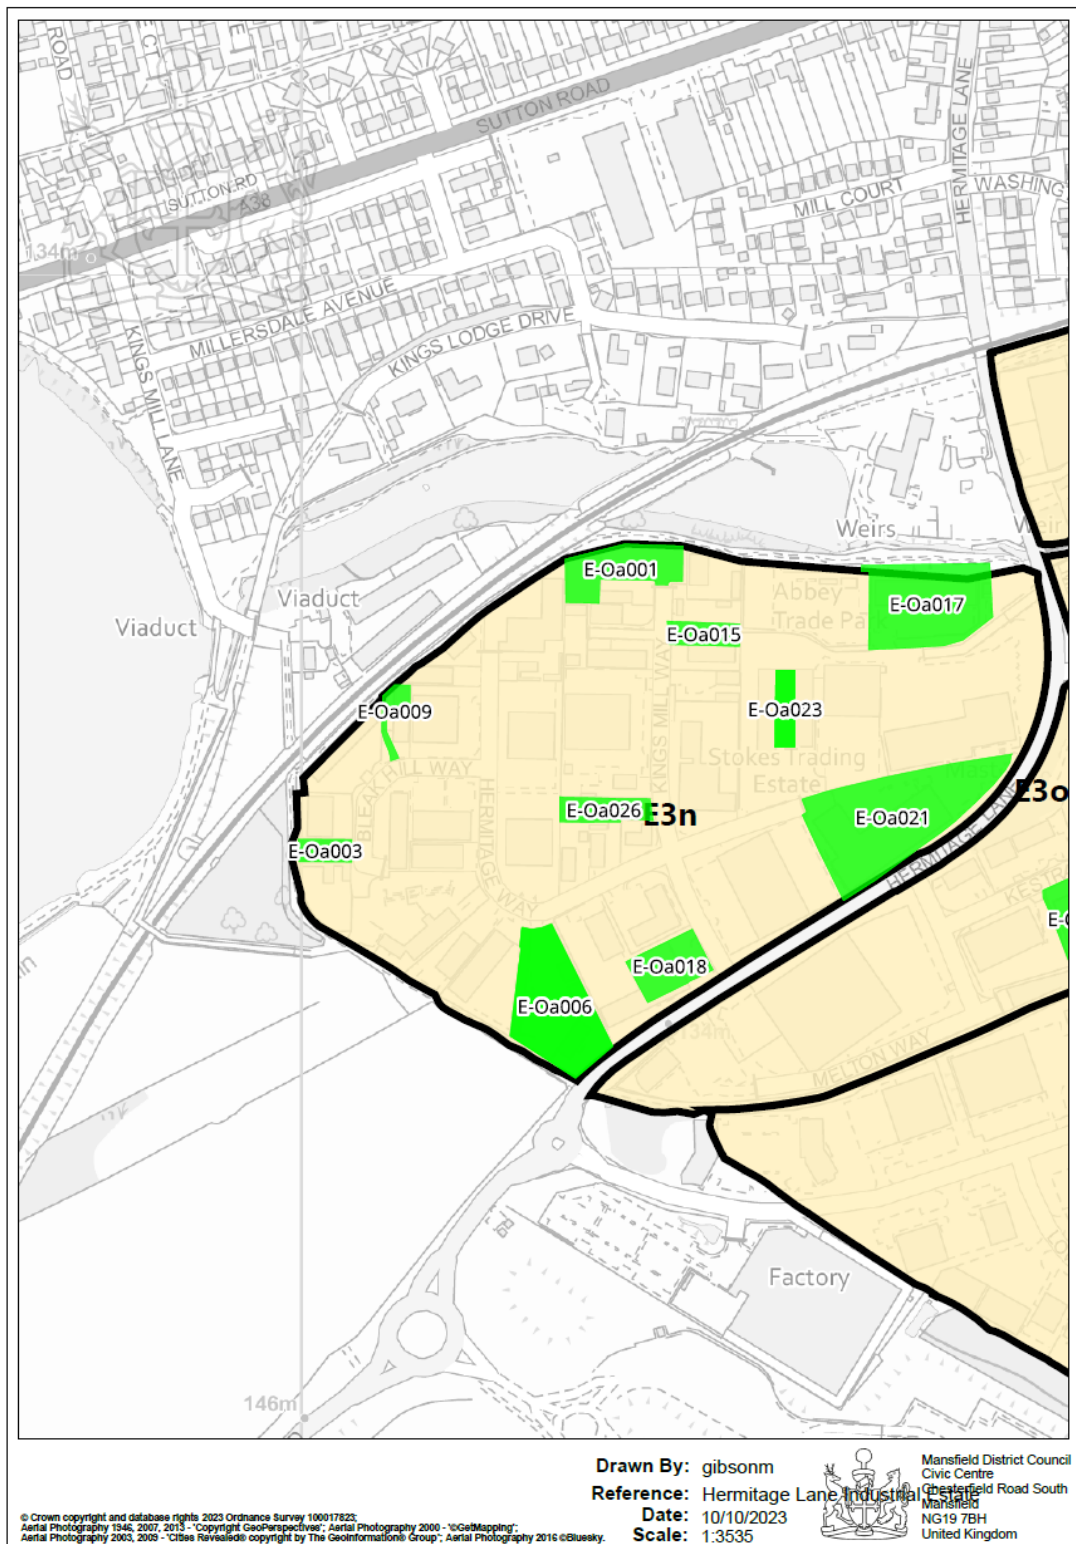 ROAD
E C
E
SUTTON ROAD
HERMITAGE LANE
SUTTON RD
A38
MILL COURT
WASHING
134m
KINGS MILL LANE
MILLERSDALE AVENUE
KINGS LODGE DRIVE
Weirs
Weir
Viaduct
Viaduct
E-Oa001
Abbey
Trade Park
E-Oa017
E-Oa015
KINGS MILL WAY
E-Oa009
E-Oa023
Stokes Trading
Estate
BLEAK HILL WAY
HERMITAGE WAY
E-Oa026
E3n
E3o
E-Oa021
HERMITAGE LANE
E-Oa003
E-Oa018
E-Oa006
134m
MELTON WAY
Factory
146m
Drawn By: gibsonm
Reference: Hermitage Lane Industrial Estate
Date: 10/10/2023
Scale: 1:3535
Mansfield District Council
Civic Centre
Chesterfield Road South
Mansfield
NG19 7BH
United Kingdom
© Crown copyright and database rights 2023 Ordnance Survey 100017823;
Aerial Photography 1946, 2007, 2013 - 'Copyright GeoPerspectives'; Aerial Photography 2000 - '©GetMapping';
Aerial Photography 2003, 2009 - 'Cities Revealed® copyright by The GeoInformation® Group'; Aerial Photography 2016 ©Bluesky.